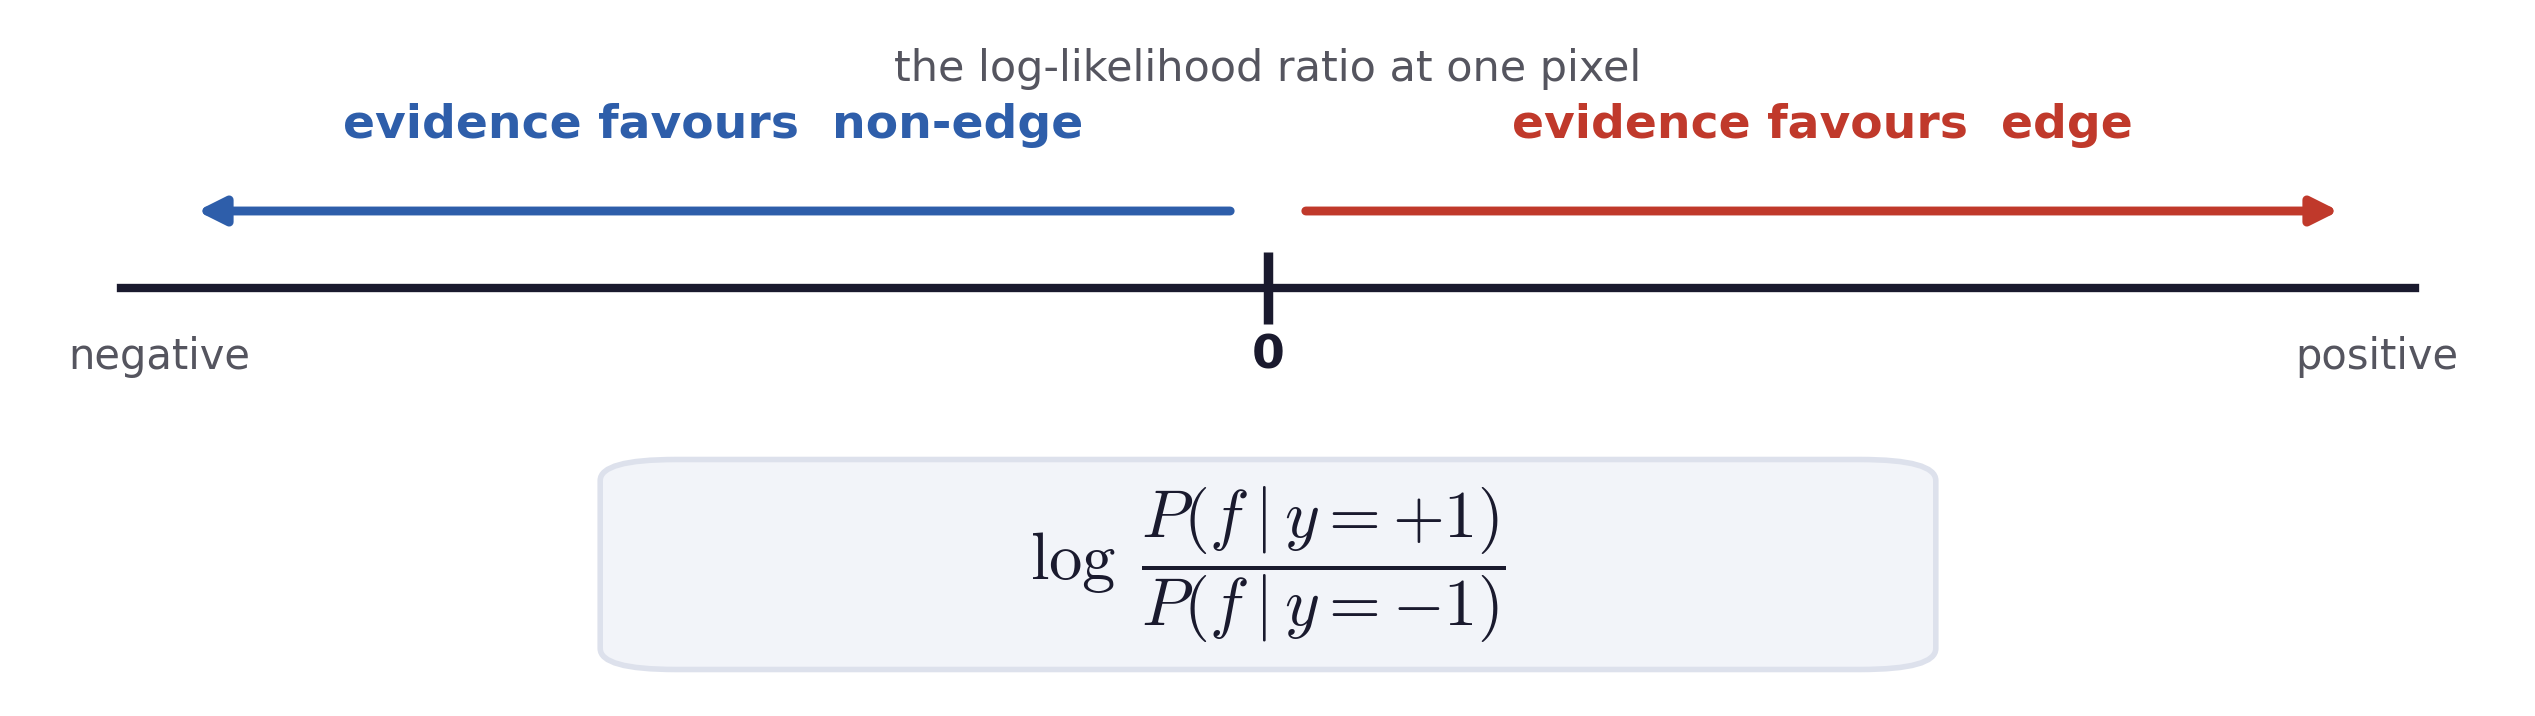 the log-likelihood ratio at one pixel
evidence favours non-edge evidence favours edge
negative 0 positive
log P(f | y = +1) / P(f | y = −1)